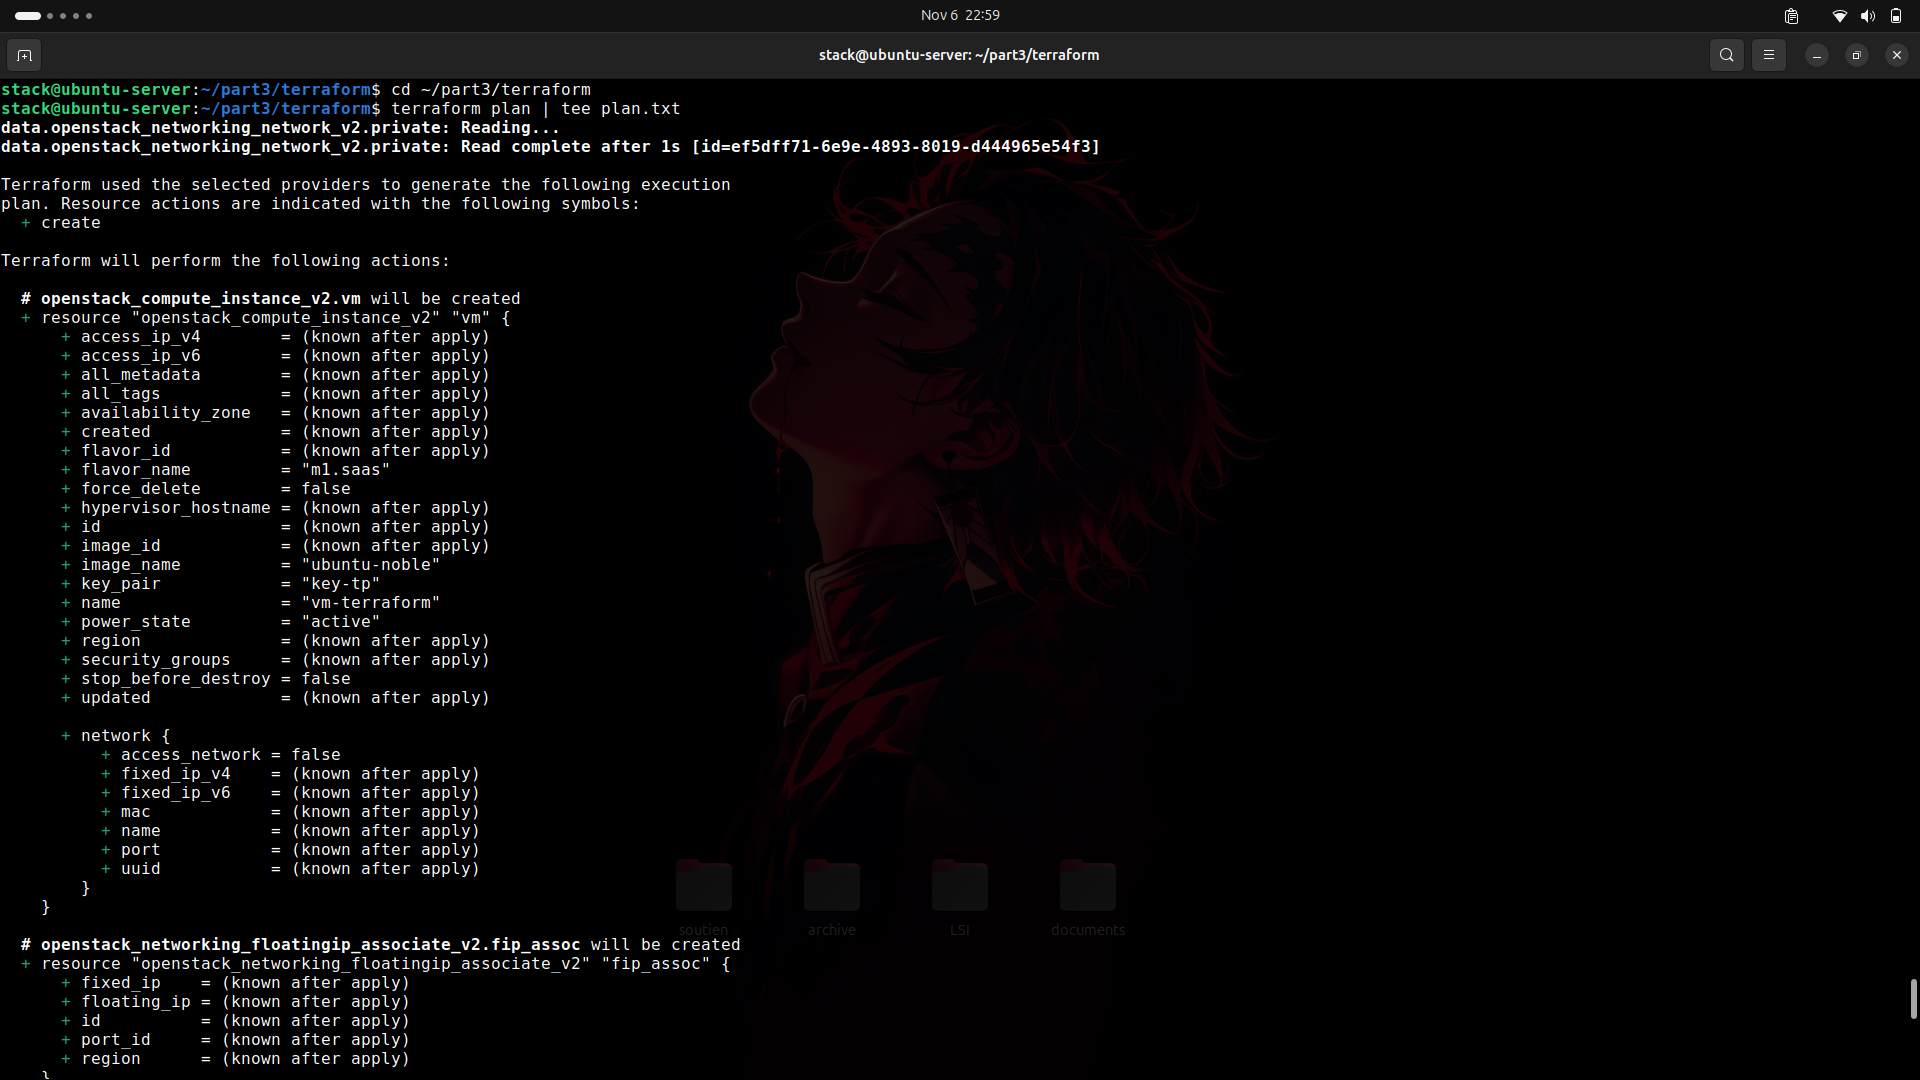 Nov 6 22:59
stack@ubuntu-server: ~/part3/terraform
stack@ubuntu-server:~/part3/terraform$ cd ~/part3/terraform
stack@ubuntu-server:~/part3/terraform$ terraform plan | tee plan.txt
data.openstack_networking_network_v2.private: Reading...
data.openstack_networking_network_v2.private: Read complete after 1s [id=ef5dff71-6e9e-4893-8019-d444965e54f3]
Terraform used the selected providers to generate the following execution
plan. Resource actions are indicated with the following symbols:
  + create
Terraform will perform the following actions:
  # openstack_compute_instance_v2.vm will be created
  + resource "openstack_compute_instance_v2" "vm" {
      + access_ip_v4        = (known after apply)
      + access_ip_v6        = (known after apply)
      + all_metadata        = (known after apply)
      + all_tags            = (known after apply)
      + availability_zone   = (known after apply)
      + created             = (known after apply)
      + flavor_id           = (known after apply)
      + flavor_name         = "m1.saas"
      + force_delete        = false
      + hypervisor_hostname = (known after apply)
      + id                  = (known after apply)
      + image_id            = (known after apply)
      + image_name          = "ubuntu-noble"
      + key_pair            = "key-tp"
      + name                = "vm-terraform"
      + power_state         = "active"
      + region              = (known after apply)
      + security_groups     = (known after apply)
      + stop_before_destroy = false
      + updated             = (known after apply)
      + network {
          + access_network = false
          + fixed_ip_v4    = (known after apply)
          + fixed_ip_v6    = (known after apply)
          + mac            = (known after apply)
          + name           = (known after apply)
          + port           = (known after apply)
          + uuid           = (known after apply)
        }
    }
soutien archive LSI documents
  # openstack_networking_floatingip_associate_v2.fip_assoc will be created
  + resource "openstack_networking_floatingip_associate_v2" "fip_assoc" {
      + fixed_ip    = (known after apply)
      + floating_ip = (known after apply)
      + id          = (known after apply)
      + port_id     = (known after apply)
      + region      = (known after apply)
    }